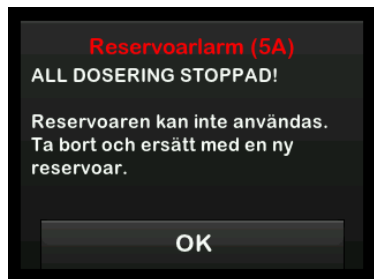 Reservoarlarm (5A)
ALL DOSERING STOPPAD!
Reservoaren kan inte användas.
Ta bort och ersätt med en ny
reservoar.
OK